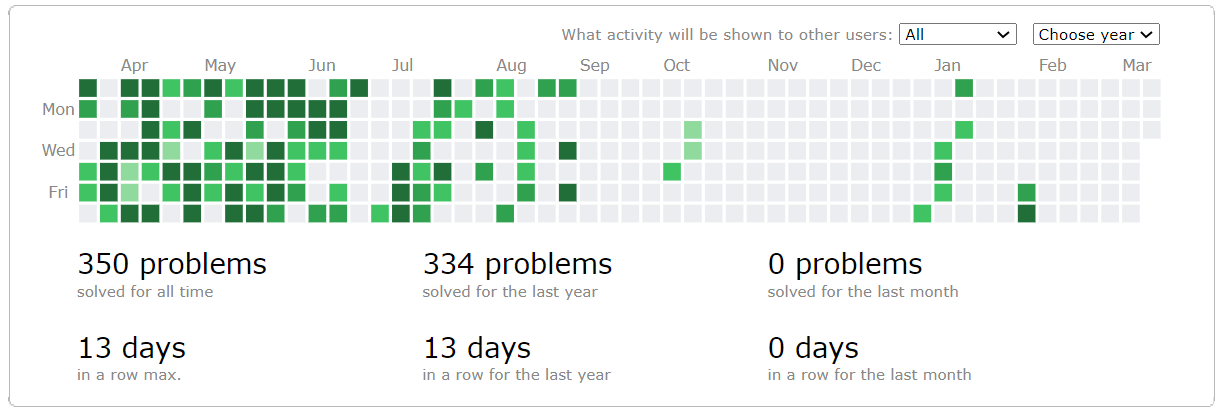 What activity will be shown to other users: All Choose year
Apr May Jun Jul Aug Sep Oct Nov Dec Jan Feb Mar
Mon
Wed
Fri
350 problems 334 problems 0 problems
solved for all time solved for the last year solved for the last month
13 days 13 days 0 days
in a row max. in a row for the last year in a row for the last month